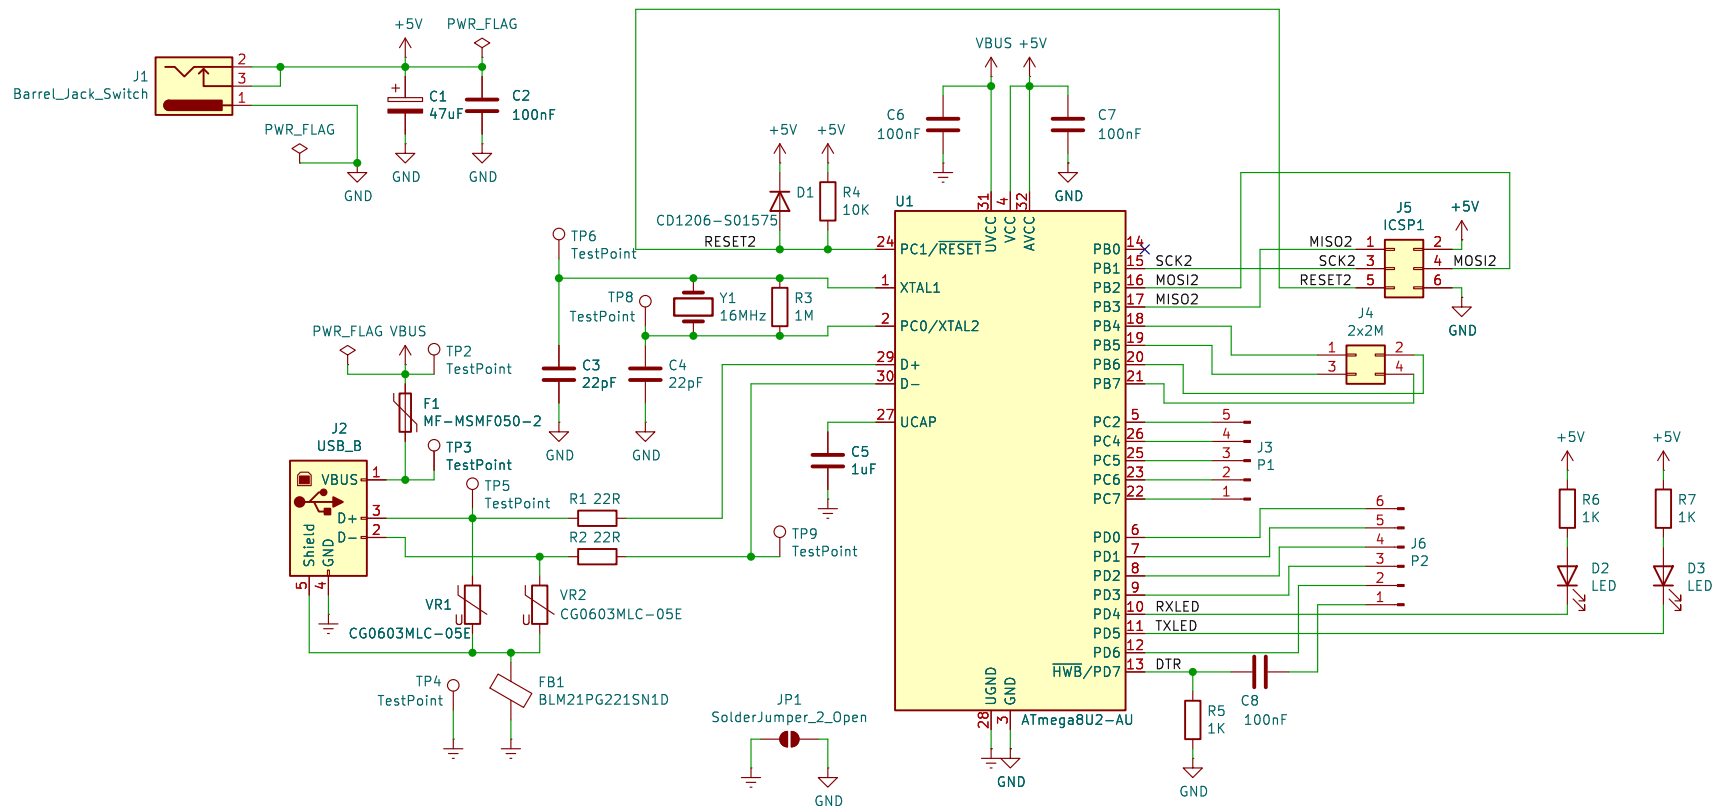 +5V
PWR_FLAG
J1
Barrel_Jack_Switch
2
3
1
+
C1
47uF
C2
100nF
PWR_FLAG
GND
GND
GND
VBUS
+5V
C6
100nF
C7
100nF
GND
+5V
+5V
D1
CD1206-S01575
R4
10K
RESET2
U1
31
4
32
UVCC
VCC
AVCC
24
PC1/RESET
1
XTAL1
2
PC0/XTAL2
29
D+
30
D-
27
UCAP
PB0
14
PB1
15
SCK2
PB2
16
MOSI2
PB3
17
MISO2
PB4
18
PB5
19
PB6
20
PB7
21
PC2
5
PC4
26
PC5
25
PC6
23
PC7
22
PD0
6
PD1
7
PD2
8
PD3
9
PD4
10
RXLED
PD5
11
TXLED
PD6
12
HWB/PD7
13
DTR
UGND
GND
28
3
ATmega8U2-AU
GND
TP6
TestPoint
TP8
TestPoint
Y1
16MHz
R3
1M
C3
22pF
C4
22pF
GND
GND
C5
1uF
PWR_FLAG
VBUS
TP2
TestPoint
F1
MF-MSMF050-2
J2
USB_B
TP3
TestPoint
VBUS
1
D+
3
D-
2
Shield
GND
5
4
TP5
TestPoint
R1 22R
R2 22R
TP9
TestPoint
VR1
U
CG0603MLC-05E
VR2
U
CG0603MLC-05E
TP4
TestPoint
FB1
BLM21PG221SN1D
JP1
SolderJumper_2_Open
GND
J5
ICSP1
+5V
MISO2
1
2
SCK2
3
4
MOSI2
RESET2
5
6
GND
J4
2x2M
1
2
3
4
5
4
3
2
1
J3
P1
6
5
4
3
2
1
J6
P2
+5V
+5V
R6
1K
R7
1K
D2
LED
D3
LED
C8
100nF
R5
1K
GND